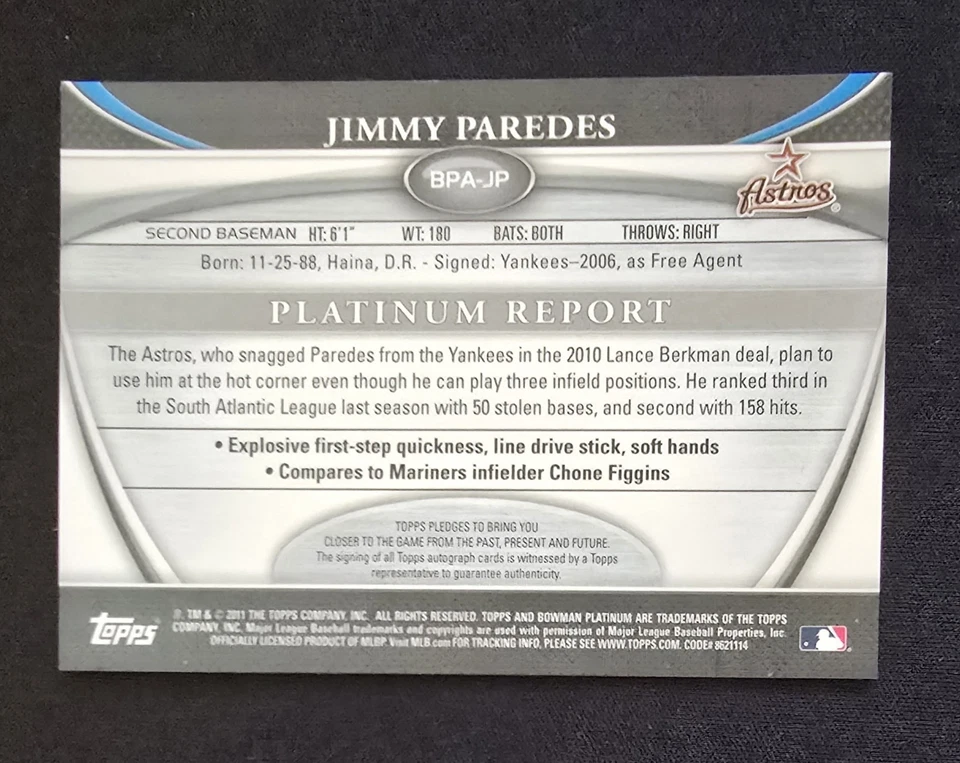 JIMMY PAREDES
BPA-JP
Astros
SECOND BASEMAN HT: 6'1" WT: 180 BATS: BOTH THROWS: RIGHT
Born: 11-25-88, Haina, D.R. - Signed: Yankees–2006, as Free Agent
PLATINUM REPORT
The Astros, who snagged Paredes from the Yankees in the 2010 Lance Berkman deal, plan to
use him at the hot corner even though he can play three infield positions. He ranked third in
the South Atlantic League last season with 50 stolen bases, and second with 158 hits.
• Explosive first-step quickness, line drive stick, soft hands
• Compares to Mariners infielder Chone Figgins
TOPPS PLEDGES TO BRING YOU
CLOSER TO THE GAME FROM THE PAST, PRESENT AND FUTURE.
The signing of all Topps autograph cards is witnessed by a Topps
representative to guarantee authenticity.
topps
®, TM & © 2011 THE TOPPS COMPANY, INC. ALL RIGHTS RESERVED. TOPPS AND BOWMAN PLATINUM ARE TRADEMARKS OF THE TOPPS
COMPANY, INC. Major League Baseball trademarks and copyrights are used with permission of Major League Baseball Properties, Inc.
OFFICIALLY LICENSED PRODUCT OF MLBP. Visit MLB.com FOR TRACKING INFO, PLEASE SEE WWW.TOPPS.COM. CODE# 8621114